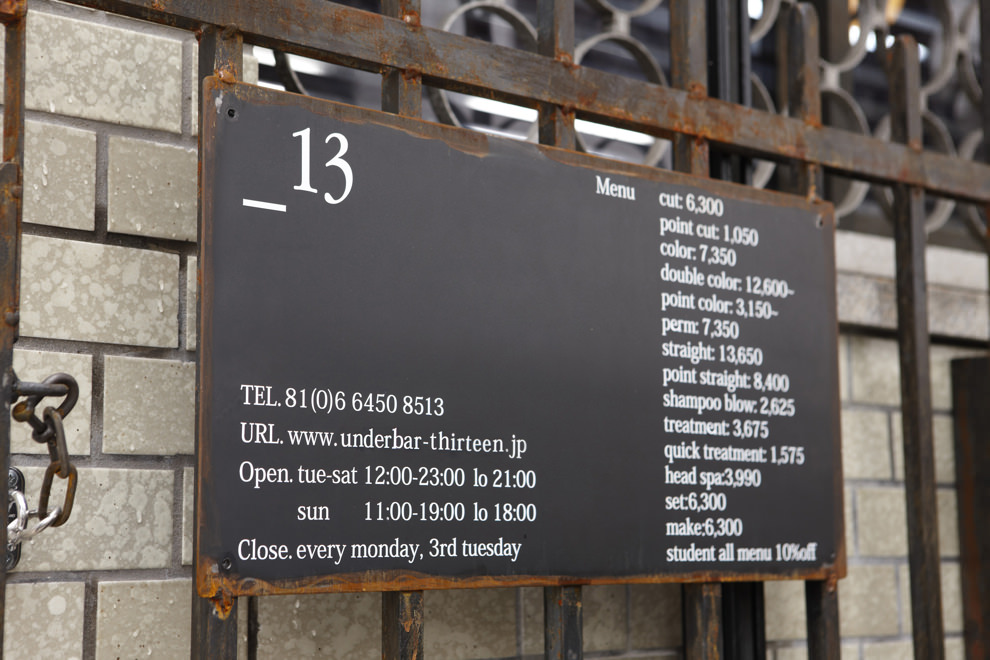 _13
Menu
cut: 6,300
point cut: 1,050
color: 7,350
double color: 12,600~
point color: 3,150~
perm: 7,350
straight: 13,650
point straight: 8,400
shampoo blow: 2,625
treatment: 3,675
quick treatment: 1,575
head spa:3,990
set:6,300
make:6,300
student all menu 10%off
TEL. 81(0)6 6450 8513
URL. www.underbar-thirteen.jp
Open. tue-sat 12:00-23:00 lo 21:00
sun 11:00-19:00 lo 18:00
Close. every monday, 3rd tuesday